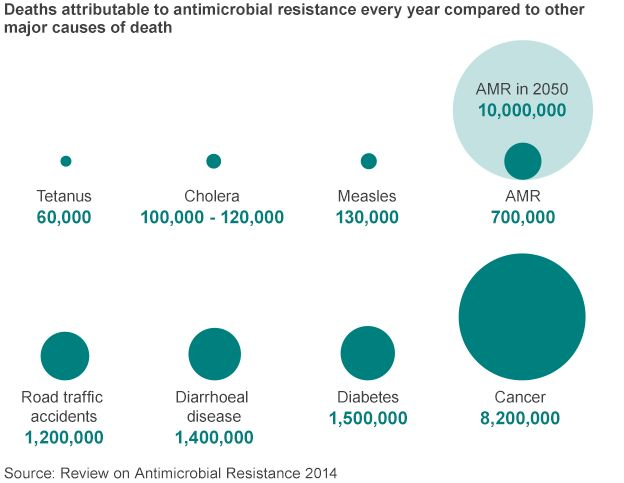 Deaths attributable to antimicrobial resistance every year compared to other
major causes of death
AMR in 2050
10,000,000
Tetanus
60,000
Cholera
100,000 - 120,000
Measles
130,000
AMR
700,000
Road traffic
accidents
1,200,000
Diarrhoeal
disease
1,400,000
Diabetes
1,500,000
Cancer
8,200,000
Source: Review on Antimicrobial Resistance 2014